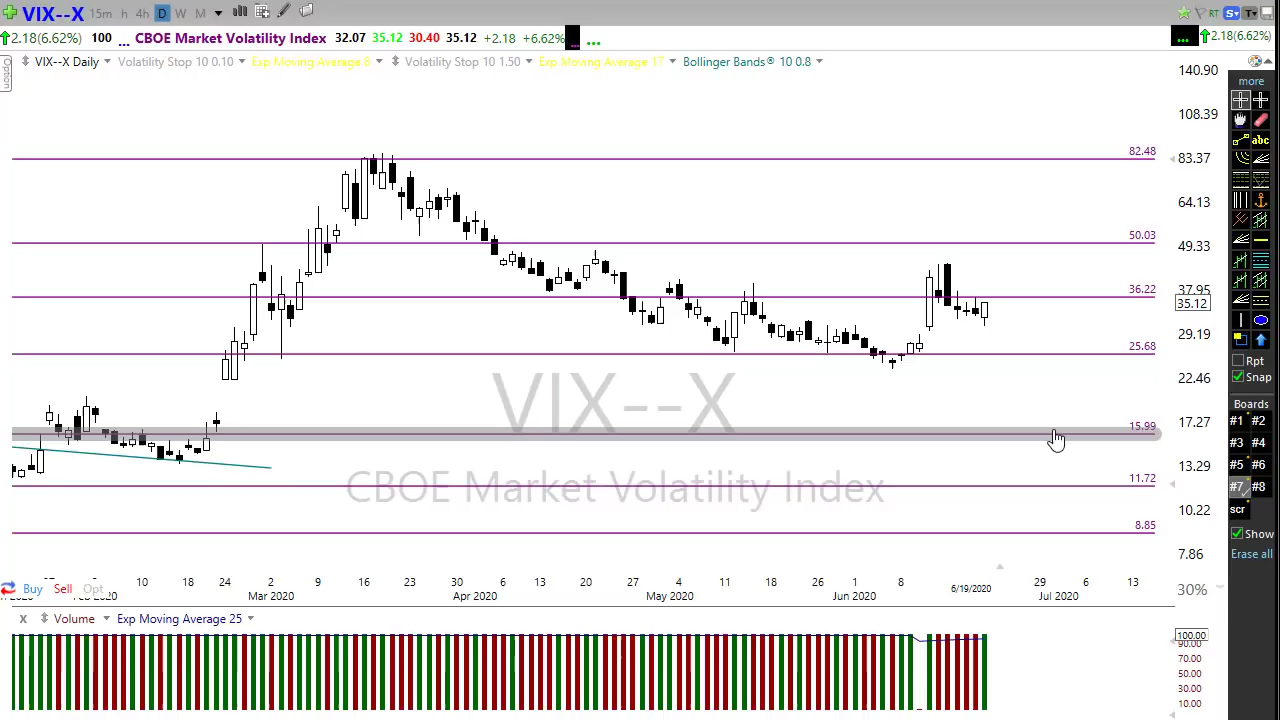 VIX--X 15m h 4h D W M RT S T
2.18(6.62%) 100 ... CBOE Market Volatility Index 32.07 35.12 30.40 35.12 +2.18 +6.62% ... ... ... 2.18(6.62%)
Option
VIX--X Daily Volatility Stop 10 0.10 Exp Moving Average 8 Volatility Stop 10 1.50 Exp Moving Average 17 Bollinger Bands® 10 0.8
140.90
more
108.39
abc
82.48
83.37
64.13
50.03
49.33
36.22
37.95
35.12
29.19
25.68
Rpt
22.46
Snap
VIX--X
Boards
15.99
17.27
#1 #2
#3 #4
13.29
#5 #6
11.72
CBOE Market Volatility Index
#7 #8
10.22
scr
8.85
Show
7.86
Erase all
10 18 24 2 9 16 23 30 6 13 20 27 4 11 18 26 1 8 29 6 13
Buy Sell Opt
30%
Mar 2020 Apr 2020 May 2020 Jun 2020 6/19/2020 Jul 2020
x Volume Exp Moving Average 25
100.00
90.00
70.00
50.00
30.00
10.00